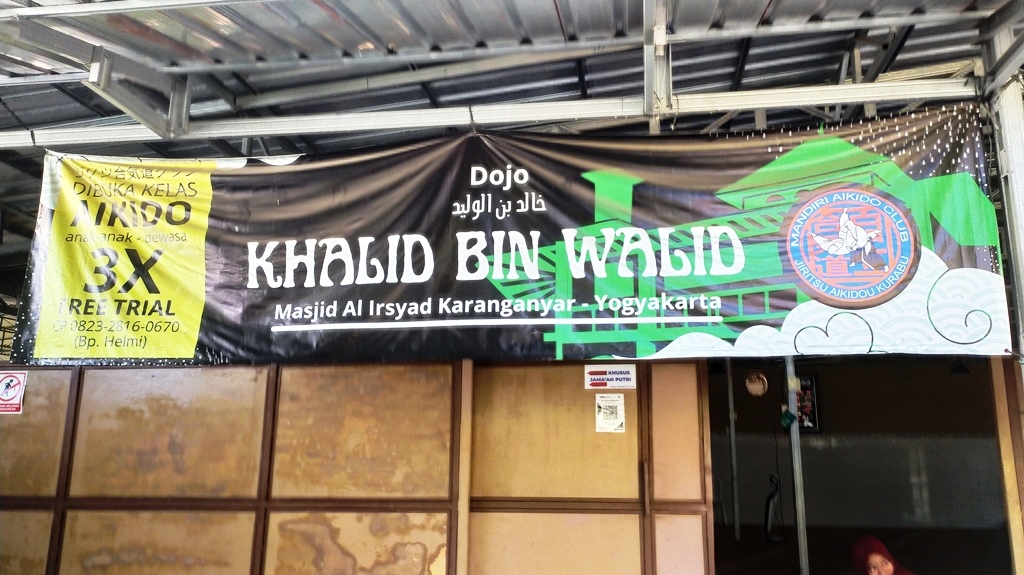 DIBUKA KELAS
AIKIDO
anak-anak - dewasa
3X
FREE TRIAL
CP 0823-2816-0670
(Bp. Helmi)
Dojo
خالد بن الوليد
KHALID BIN WALID
Masjid Al Irsyad Karanganyar - Yogyakarta
MANDIRI AIKIDO CLUB
JIRITSU AIKIDOU KURABU
KHUSUS
JAMA'AH PUTRI